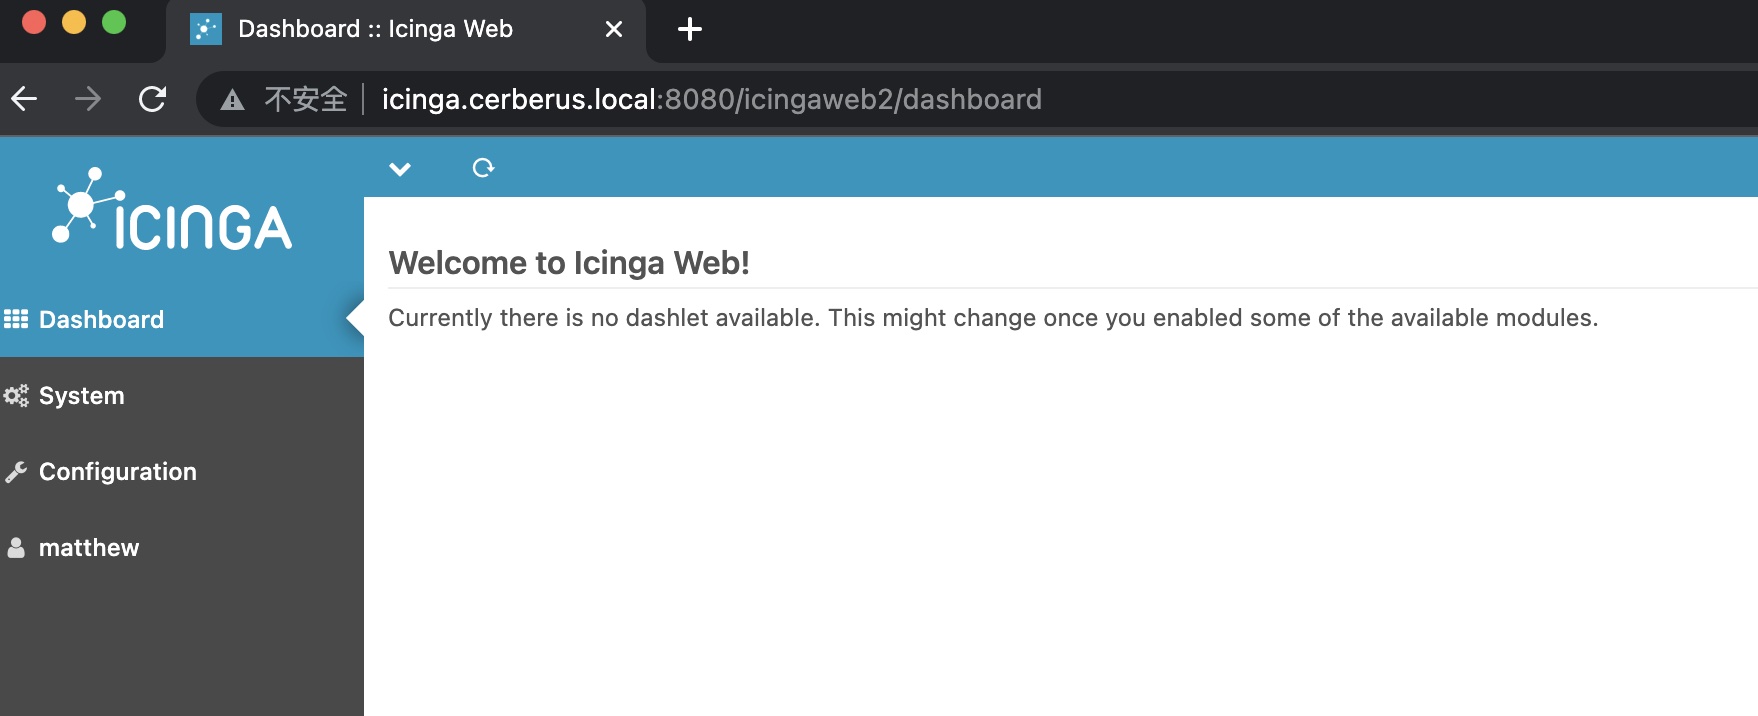 Dashboard :: Icinga Web
不安全 icinga.cerberus.local:8080/icingaweb2/dashboard
ICINGA
Welcome to Icinga Web!
Currently there is no dashlet available. This might change once you enabled some of the available modules.
Dashboard
System
Configuration
matthew